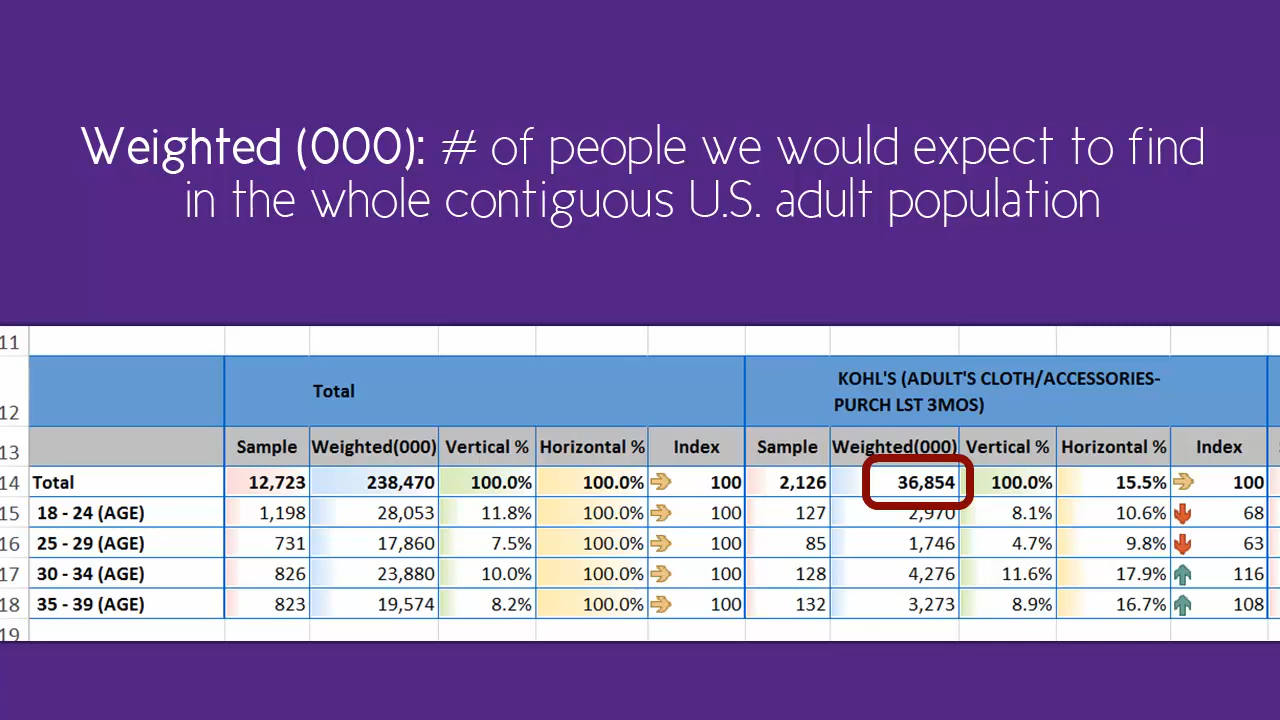 Weighted (000): # of people we would expect to find
in the whole contiguous U.S. adult population
11
12 Total KOHL'S (ADULT'S CLOTH/ACCESSORIES-
PURCH LST 3MOS)
13 Sample Weighted(000) Vertical % Horizontal % Index Sample Weighted(000) Vertical % Horizontal % Index
14 Total 12,723 238,470 100.0% 100.0% 100 2,126 36,854 100.0% 15.5% 100
15 18 - 24 (AGE) 1,198 28,053 11.8% 100.0% 100 127 2,970 8.1% 10.6% 68
16 25 - 29 (AGE) 731 17,860 7.5% 100.0% 100 85 1,746 4.7% 9.8% 63
17 30 - 34 (AGE) 826 23,880 10.0% 100.0% 100 128 4,276 11.6% 17.9% 116
18 35 - 39 (AGE) 823 19,574 8.2% 100.0% 100 132 3,273 8.9% 16.7% 108
19